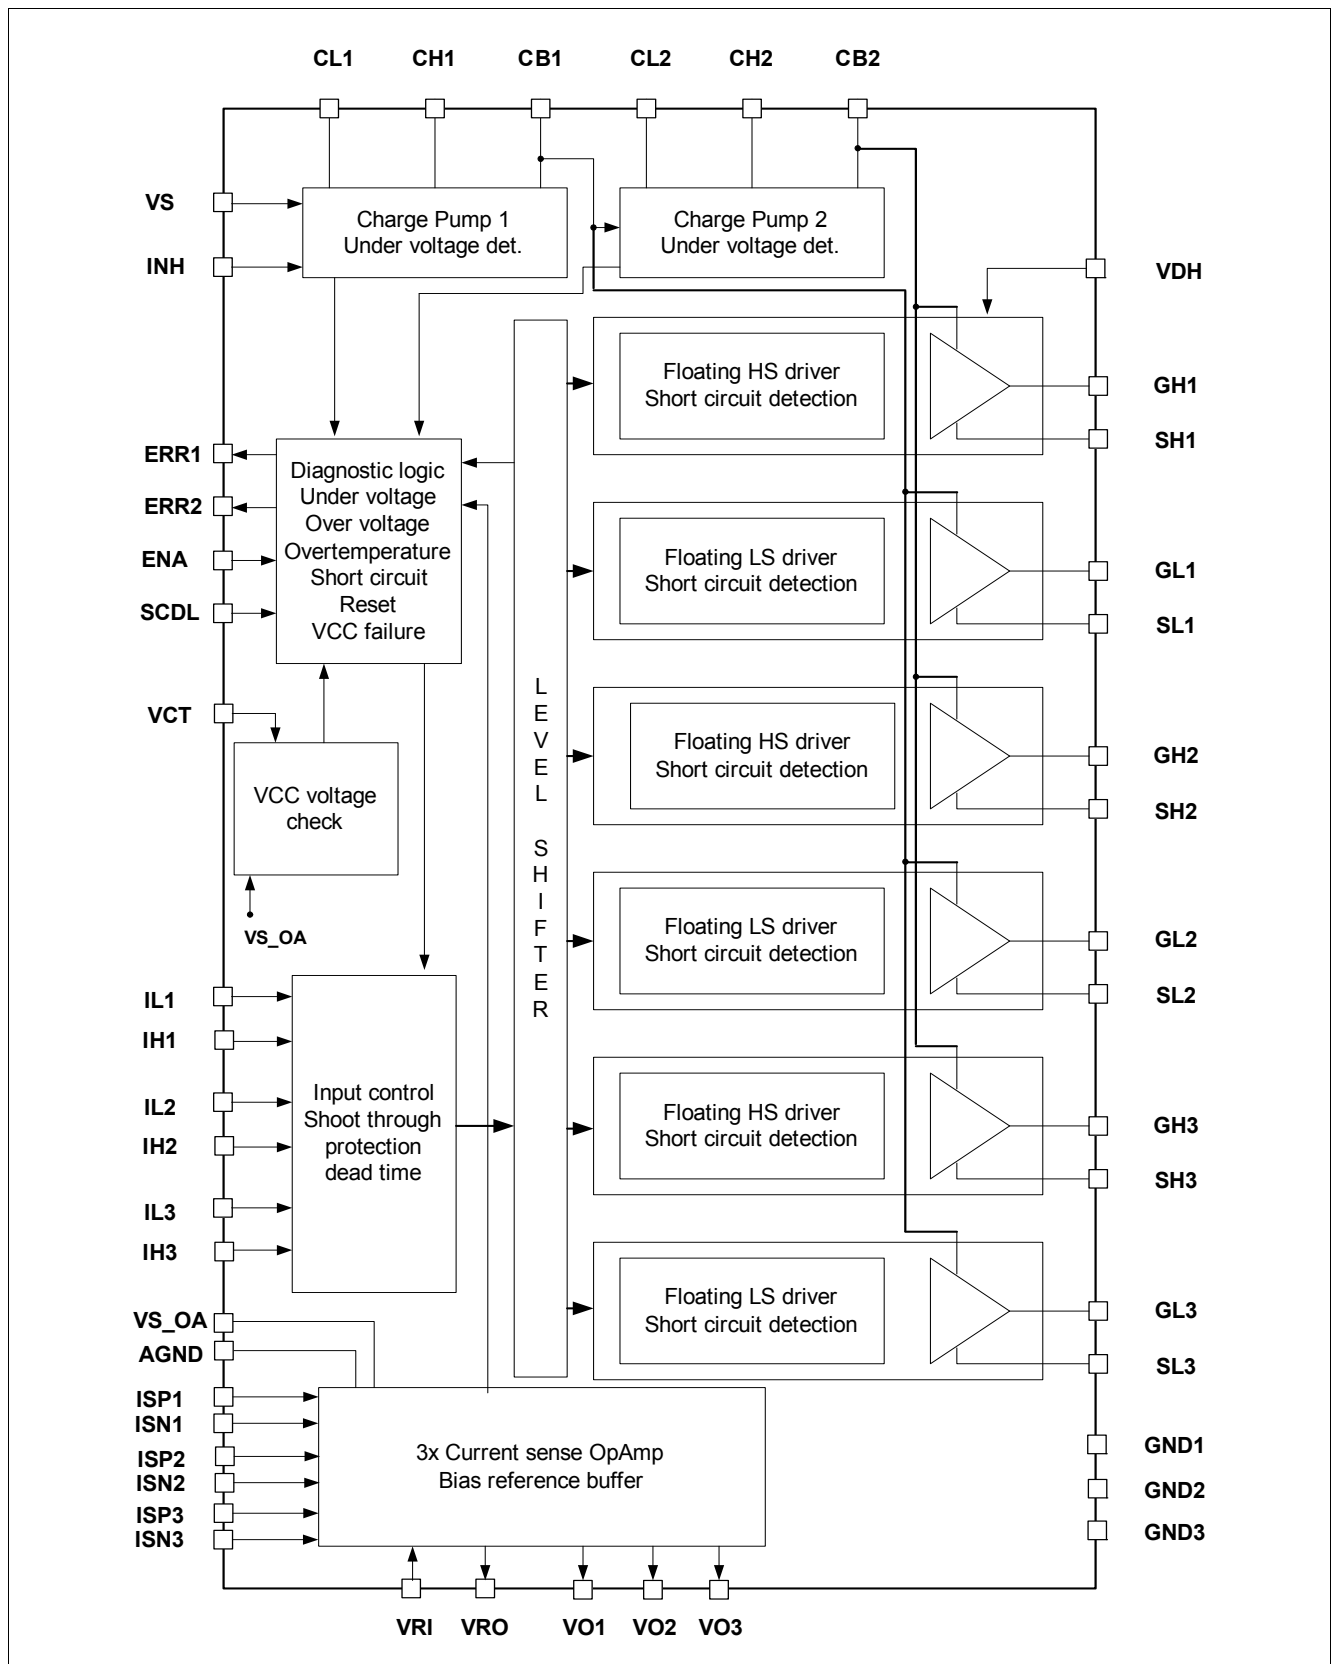 CL1 CH1 CB1 CL2 CH2 CB2
VS
INH
Charge Pump 1
Under voltage det.
Charge Pump 2
Under voltage det.
VDH
Floating HS driver
Short circuit detection
GH1
SH1
ERR1
ERR2
ENA
SCDL
Diagnostic logic
Under voltage
Over voltage
Overtemperature
Short circuit
Reset
VCC failure
Floating LS driver
Short circuit detection
GL1
SL1
VCT
VCC voltage
check
VS_OA
LEVEL SHIFTER
Floating HS driver
Short circuit detection
GH2
SH2
Floating LS driver
Short circuit detection
GL2
SL2
IL1
IH1
IL2
IH2
IL3
IH3
Input control
Shoot through
protection
dead time
Floating HS driver
Short circuit detection
GH3
SH3
Floating LS driver
Short circuit detection
GL3
SL3
VS_OA
AGND
ISP1
ISN1
ISP2
ISN2
ISP3
ISN3
3x Current sense OpAmp
Bias reference buffer
GND1
GND2
GND3
VRI VRO VO1 VO2 VO3